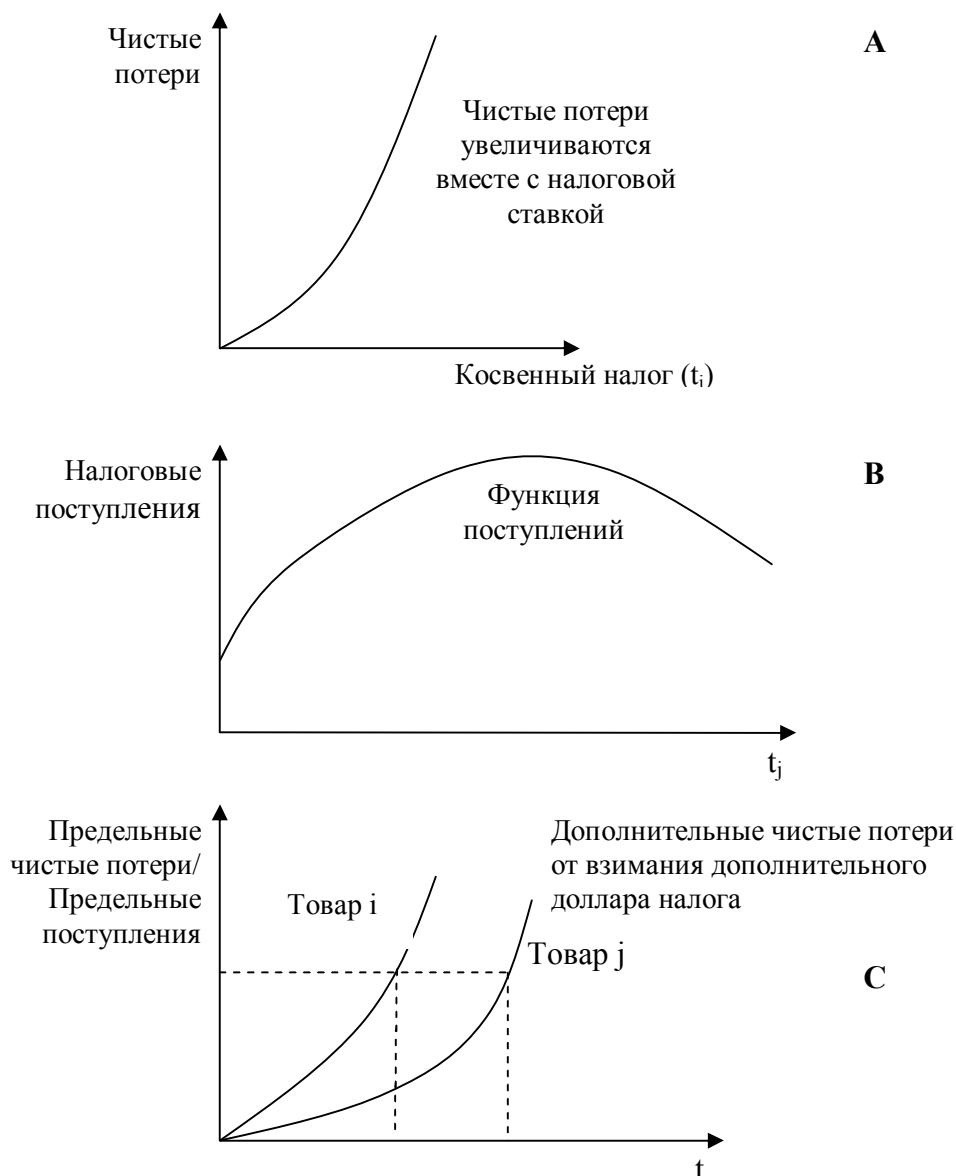 Чистые
потери
A
Чистые потери
увеличиваются
вместе с налоговой
ставкой
Косвенный налог (tᵢ)
Налоговые
поступления
B
Функция
поступлений
tⱼ
Предельные
чистые потери/
Предельные
поступления
Дополнительные чистые потери
от взимания дополнительного
доллара налога
Товар i
Товар j
C
t